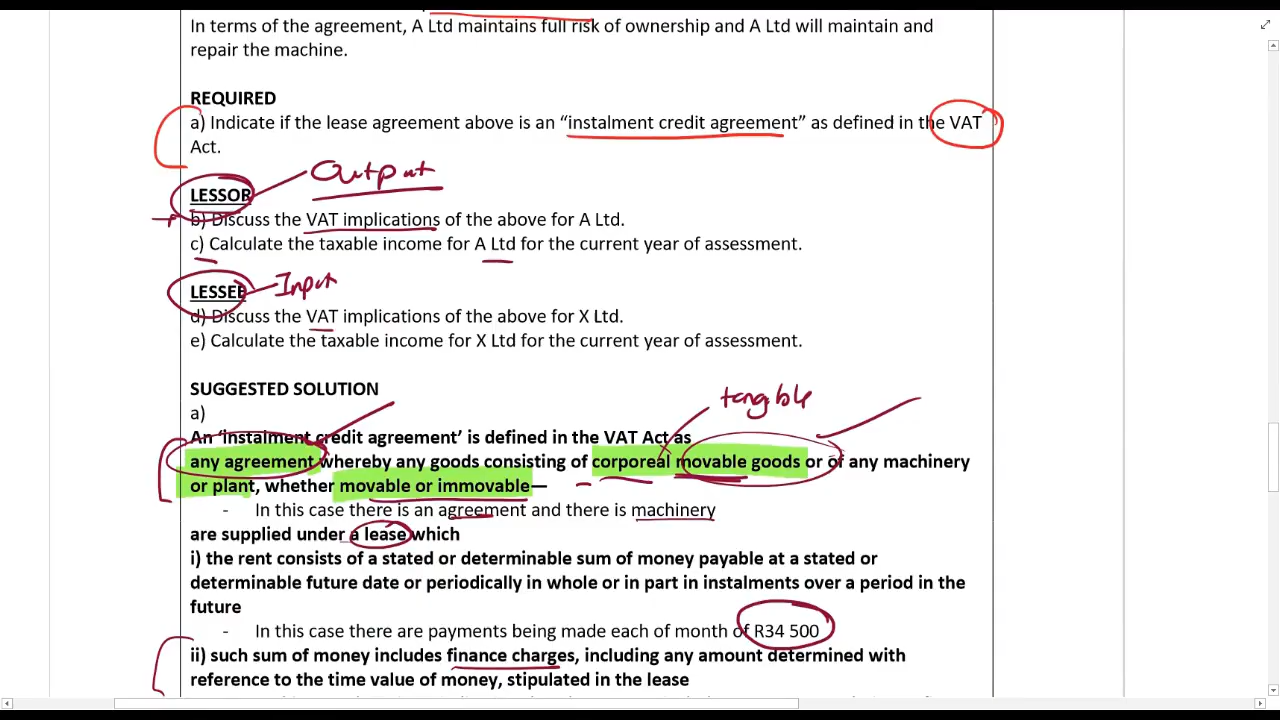 In terms of the agreement, A Ltd maintains full risk of ownership and A Ltd will maintain and
repair the machine.
REQUIRED
a) Indicate if the lease agreement above is an “instalment credit agreement” as defined in the VAT
Act.
Output
LESSOR
b) Discuss the VAT implications of the above for A Ltd.
c) Calculate the taxable income for A Ltd for the current year of assessment.
Input
LESSEE
d) Discuss the VAT implications of the above for X Ltd.
e) Calculate the taxable income for X Ltd for the current year of assessment.
SUGGESTED SOLUTION
tangible
a)
An ‘instalment credit agreement’ is defined in the VAT Act as
any agreement whereby any goods consisting of corporeal movable goods or of any machinery
or plant, whether movable or immovable—
- In this case there is an agreement and there is machinery
are supplied under a lease which
i) the rent consists of a stated or determinable sum of money payable at a stated or
determinable future date or periodically in whole or in part in instalments over a period in the
future
- In this case there are payments being made each of month of R34 500
ii) such sum of money includes finance charges, including any amount determined with
reference to the time value of money, stipulated in the lease